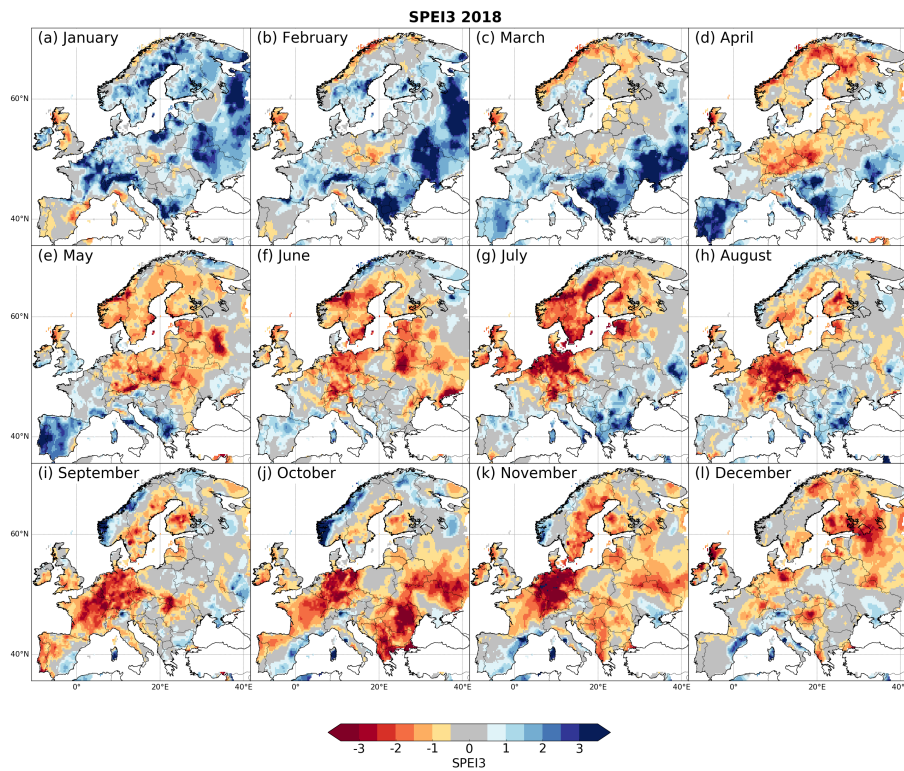 SPEI3 2018
(a) January
(b) February
(c) March
(d) April
60°N
40°N
(e) May
(f) June
(g) July
(h) August
60°N
40°N
(i) September
(j) October
(k) November
(l) December
60°N
40°N
0° 20°E 40°E 0° 20°E 40°E 0° 20°E 40°E 0° 20°E 40°
-3 -2 -1 0 1 2 3
SPEI3